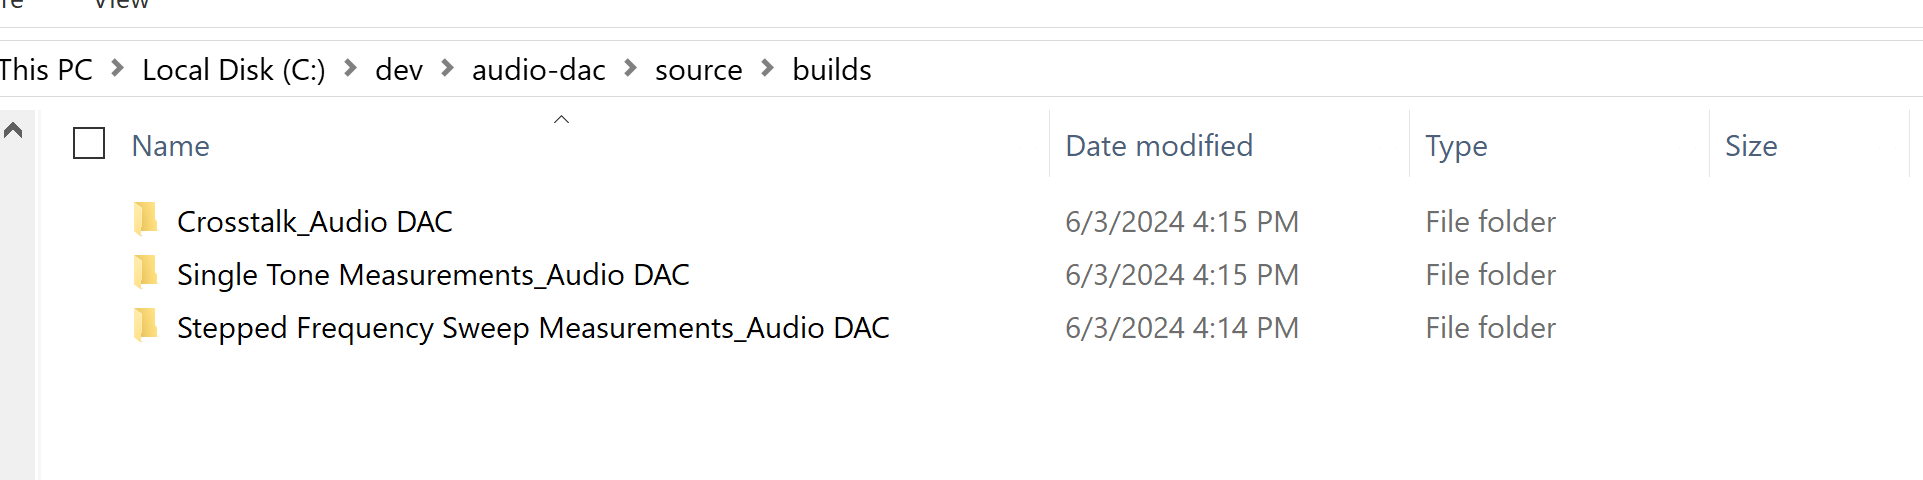 View
This PC > Local Disk (C:) > dev > audio-dac > source > builds
Name Date modified Type Size
Crosstalk_Audio DAC 6/3/2024 4:15 PM File folder
Single Tone Measurements_Audio DAC 6/3/2024 4:15 PM File folder
Stepped Frequency Sweep Measurements_Audio DAC 6/3/2024 4:14 PM File folder